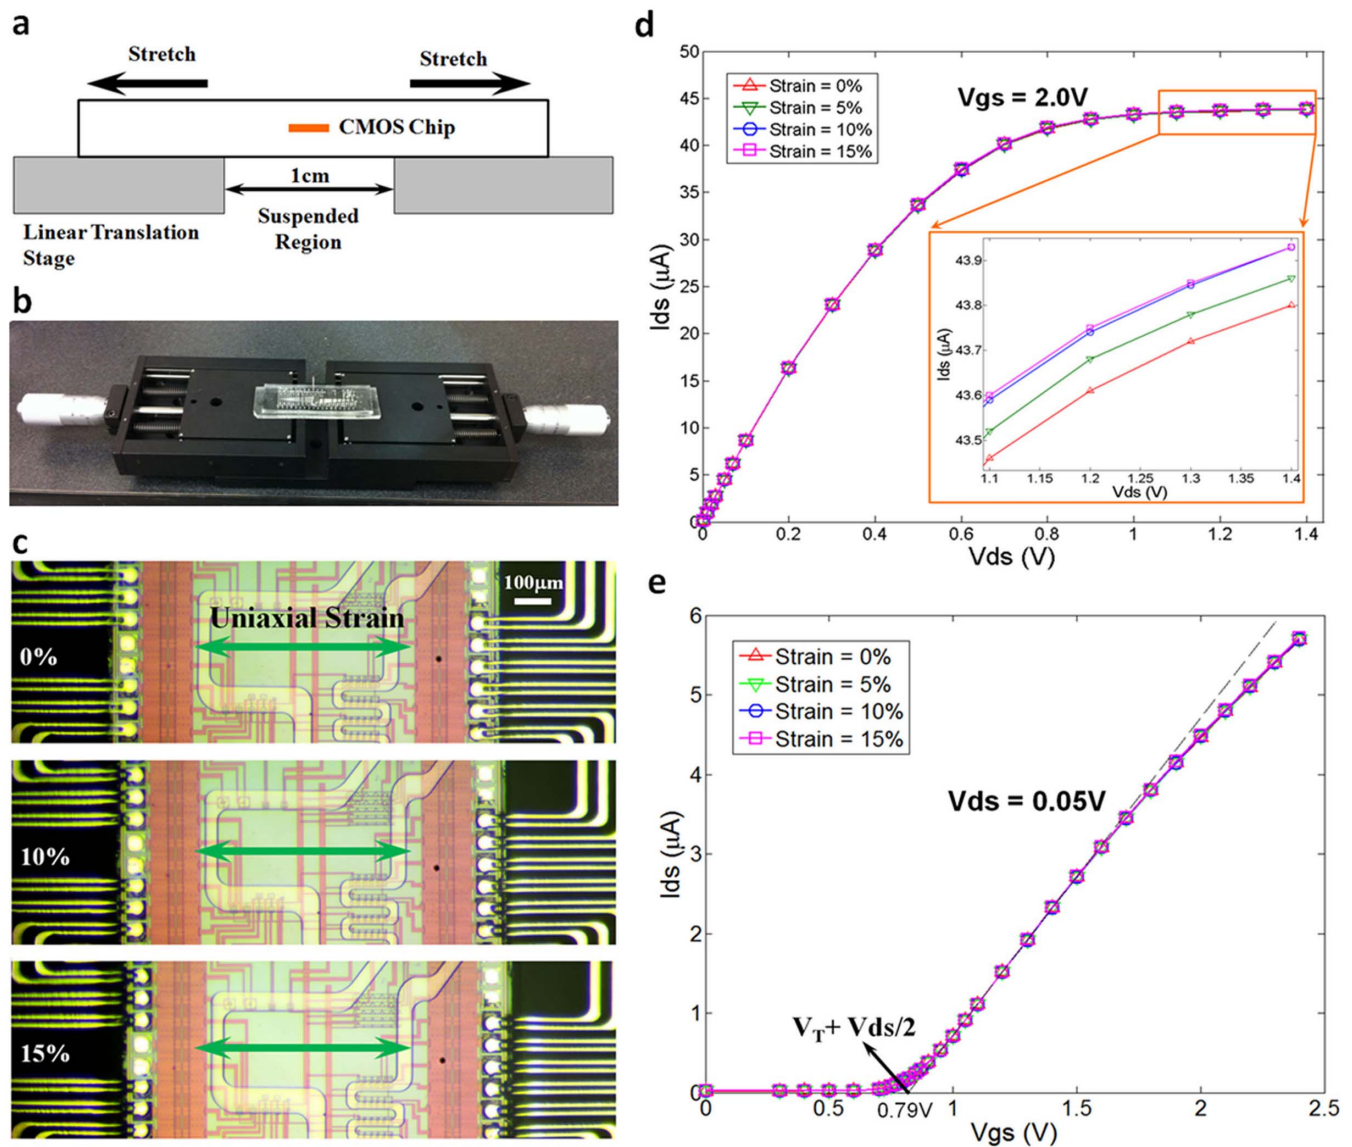 a
Stretch
Stretch
CMOS Chip
1cm
Suspended
Region
Linear Translation
Stage
b
c
100μm
Uniaxial Strain
0%
10%
15%
d
50
45
40
35
30
25
20
15
10
5
0
Ids (μA)
Strain = 0%
Strain = 5%
Strain = 10%
Strain = 15%
Vgs = 2.0V
43.9
43.8
43.7
43.6
43.5
Ids (μA)
1.1
1.15
1.2
1.25
1.3
1.35
1.4
Vds (V)
0
0.2
0.4
0.6
0.8
1
1.2
1.4
Vds (V)
e
6
5
4
3
2
1
0
Ids (μA)
Strain = 0%
Strain = 5%
Strain = 10%
Strain = 15%
Vds = 0.05V
V_T+ Vds/2
0
0.5
0.79V
1
1.5
2
2.5
Vgs (V)